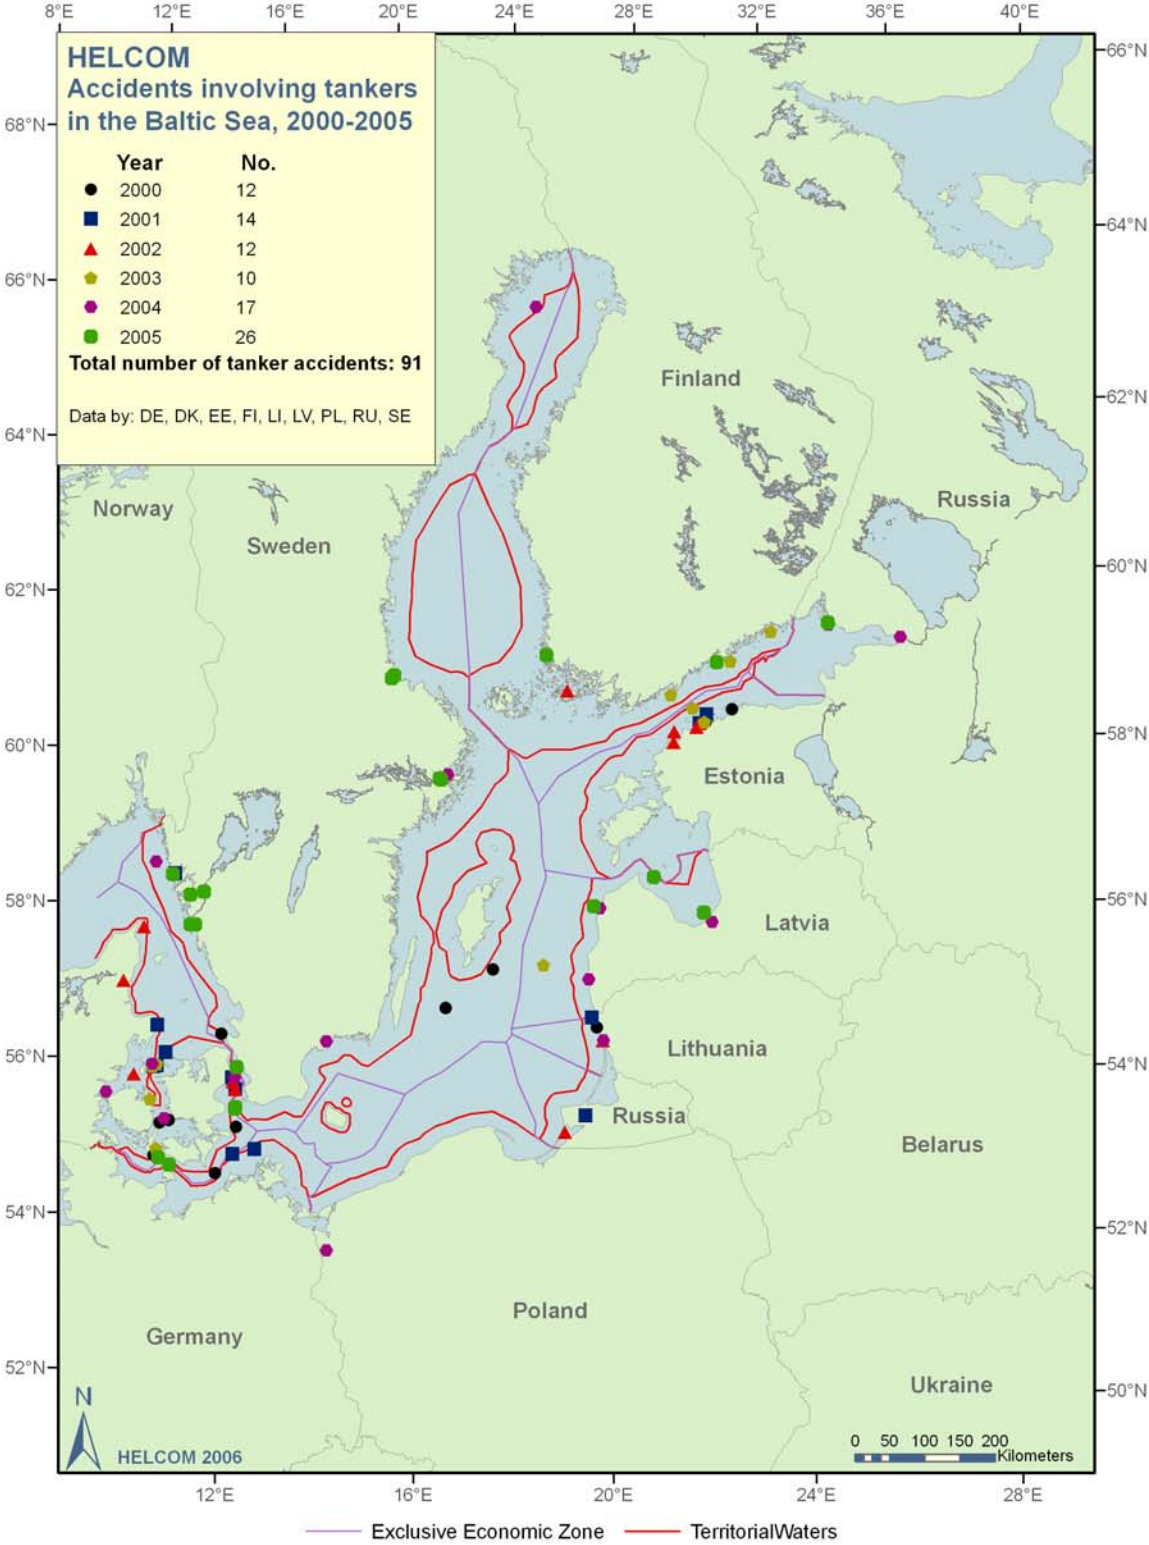 8°E 12°E 16°E 20°E 24°E 28°E 32°E 36°E 40°E
HELCOM
Accidents involving tankers
in the Baltic Sea, 2000-2005
Year No.
2000 12
2001 14
2002 12
2003 10
2004 17
2005 26
Total number of tanker accidents: 91
Data by: DE, DK, EE, FI, LI, LV, PL, RU, SE
68°N
66°N
64°N
62°N
60°N
58°N
56°N
54°N
52°N
66°N
64°N
62°N
60°N
58°N
56°N
54°N
52°N
50°N
Finland
Norway
Russia
Sweden
Estonia
Latvia
Lithuania
Russia
Belarus
Poland
Germany
Ukraine
N
HELCOM 2006
0 50 100 150 200
Kilometers
12°E 16°E 20°E 24°E 28°E
Exclusive Economic Zone TerritorialWaters